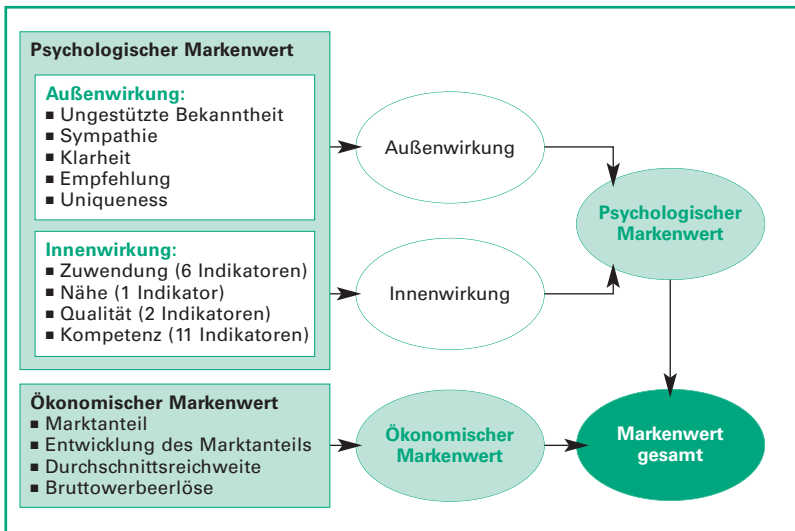 Psychologischer Markenwert
Außenwirkung:
▪ Ungestützte Bekanntheit
▪ Sympathie
▪ Klarheit
▪ Empfehlung
▪ Uniqueness
Außenwirkung
Psychologischer
Markenwert
Innenwirkung:
▪ Zuwendung (6 Indikatoren)
▪ Nähe (1 Indikator)
▪ Qualität (2 Indikatoren)
▪ Kompetenz (11 Indikatoren)
Innenwirkung
Ökonomischer Markenwert
▪ Marktanteil
▪ Entwicklung des Marktanteils
▪ Durchschnittsreichweite
▪ Bruttowerbeerlöse
Ökonomischer
Markenwert
Markenwert
gesamt